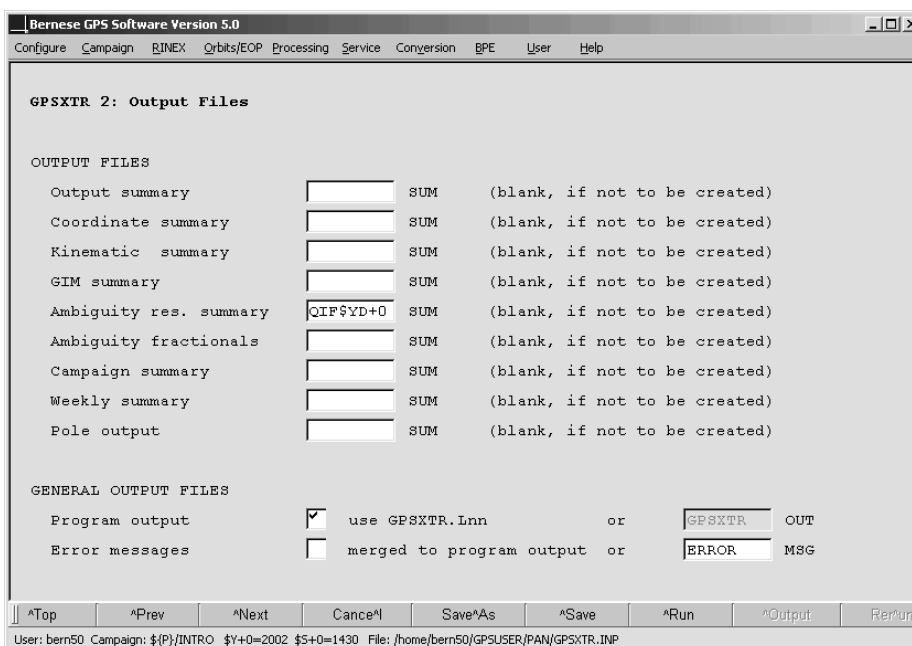 Bernese GPS Software Version 5.0
Configure Campaign RINEX Orbits/EOP Processing Service Conversion BPE User Help
GPSXTR 2: Output Files
OUTPUT FILES
Output summary SUM (blank, if not to be created)
Coordinate summary SUM (blank, if not to be created)
Kinematic summary SUM (blank, if not to be created)
GIM summary SUM (blank, if not to be created)
Ambiguity res. summary QIF$YD+0 SUM (blank, if not to be created)
Ambiguity fractionals SUM (blank, if not to be created)
Campaign summary SUM (blank, if not to be created)
Weekly summary SUM (blank, if not to be created)
Pole output SUM (blank, if not to be created)
GENERAL OUTPUT FILES
Program output use GPSXTR.Lnn or GPSXTR OUT
Error messages merged to program output or ERROR MSG
^Top ^Prev ^Next Cance^l Save^As ^Save ^Run ^Output Rer^un
User: bern50 Campaign: ${P}/INTRO $Y+0=2002 $S+0=1430 File: /home/bern50/GPSUSER/PAN/GPSXTR.INP